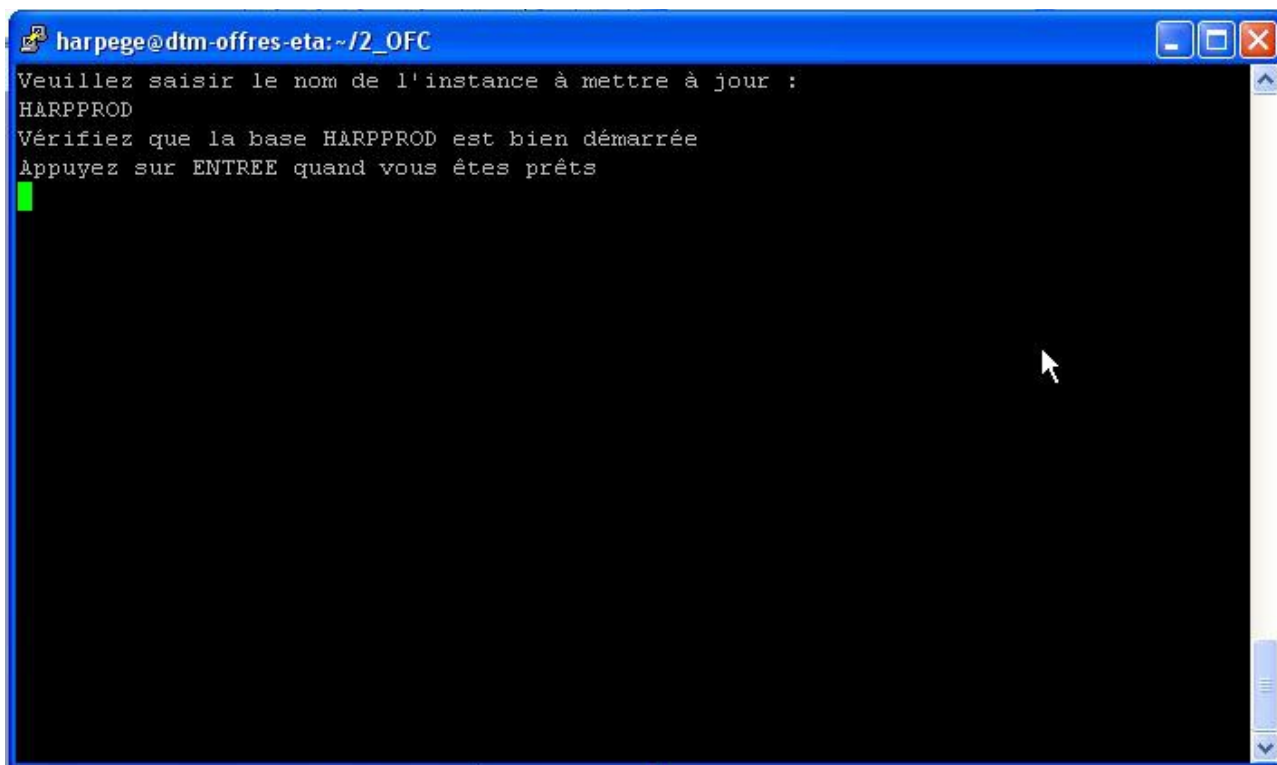 harpege@dtm-offres-eta:~/2_OFC
Veuillez saisir le nom de l'instance à mettre à jour :
HARPPROD
Vérifiez que la base HARPPROD est bien démarrée
Appuyez sur ENTREE quand vous êtes prêts